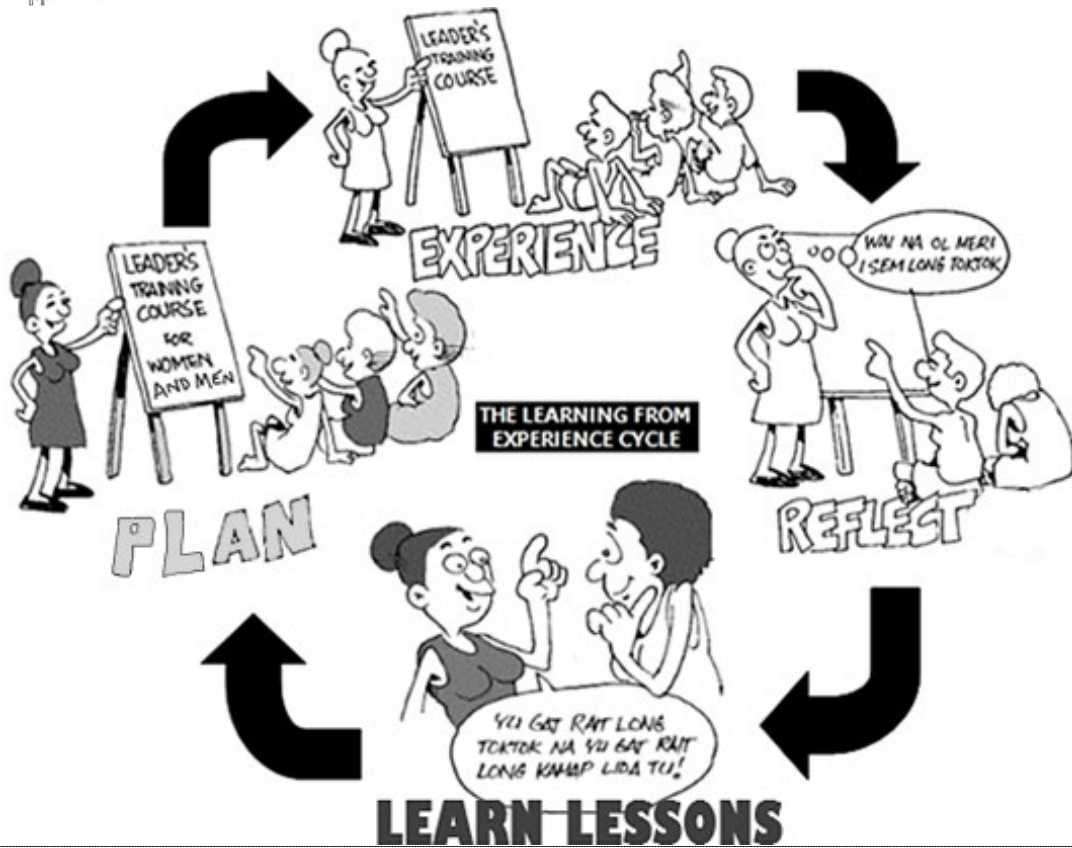 LEADER'S
TRAINING
COURSE
EXPERIENCE
WAI NA OL MERI
I SEM LONG TOKTOK
REFLECT
LEADER'S
TRAINING
COURSE
FOR
WOMEN
AND MEN
PLAN
THE LEARNING FROM
EXPERIENCE CYCLE
YU GAT RAIT LONG
TOKTOK NA YU GAT RAIT
LONG KAMAP LIDA TU!
LEARN LESSONS